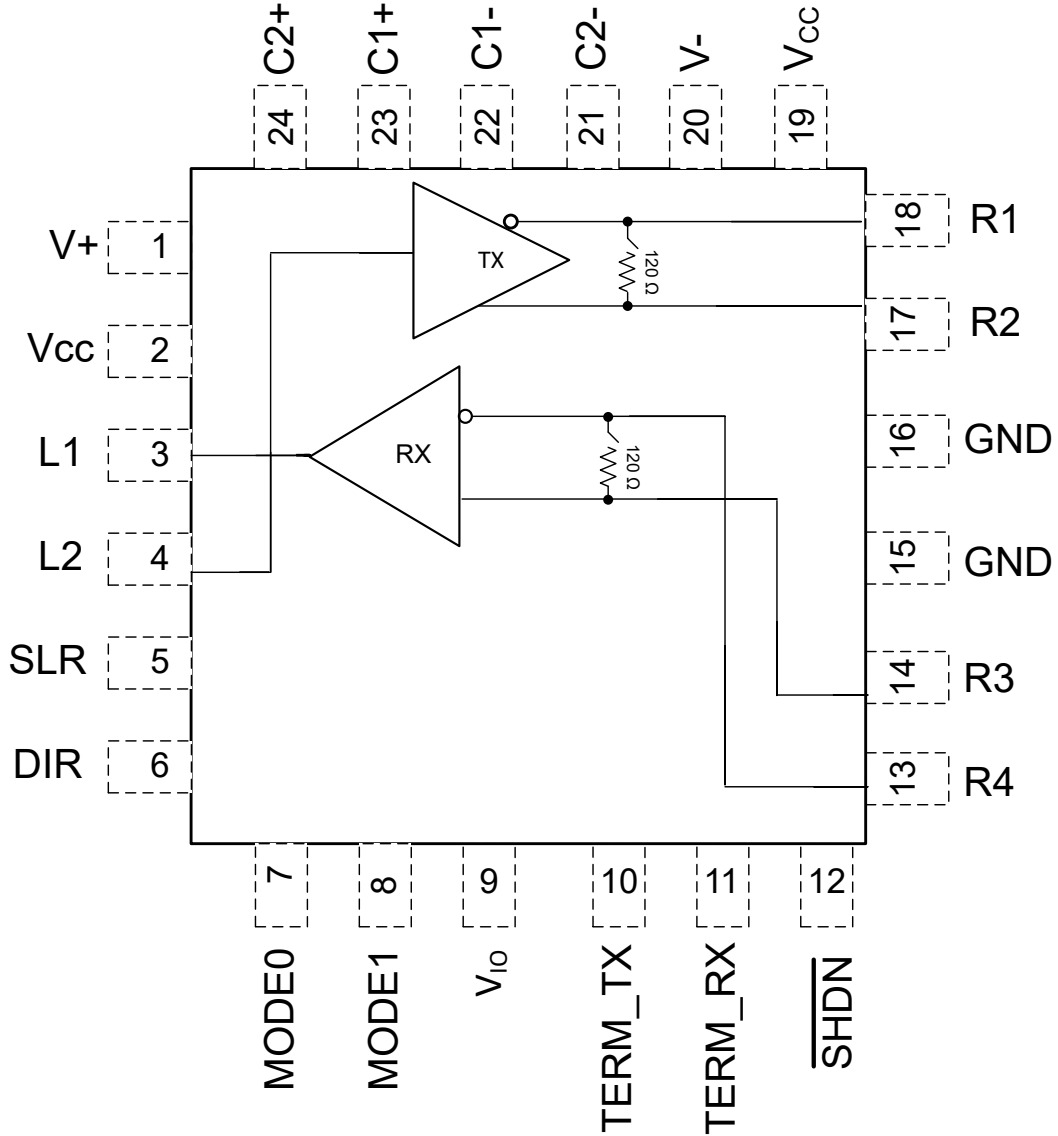 C2+
C1+
C1-
C2-
V-
VCC
24
23
22
21
20
19
V+
1
Vcc
2
L1
3
L2
4
SLR
5
DIR
6
TX
120 Ω
RX
120 Ω
18
R1
17
R2
16
GND
15
GND
14
R3
13
R4
7
8
9
10
11
12
MODE0
MODE1
VIO
TERM_TX
TERM_RX
SHDN